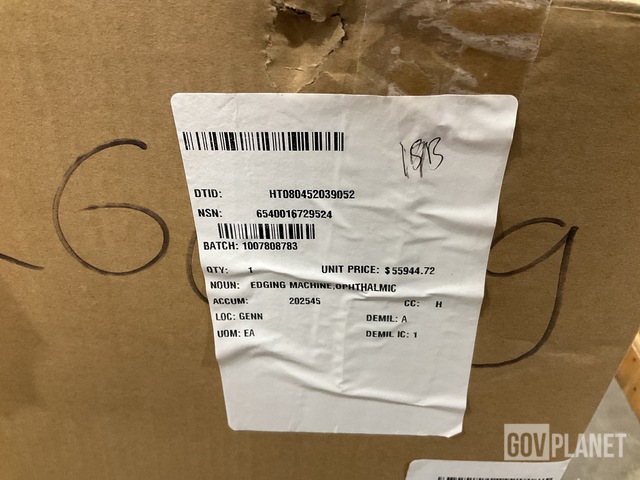 DTID: HT080452039052
NSN: 6540016729524
BATCH: 1007808783
QTY: 1 UNIT PRICE: $55944.72
NOUN: EDGING MACHINE,OPHTHALMIC
ACCUM: 202545 CC: H
LOC: GENN DEMIL: A
UOM: EA DEMIL IC: 1
GOVPLANET